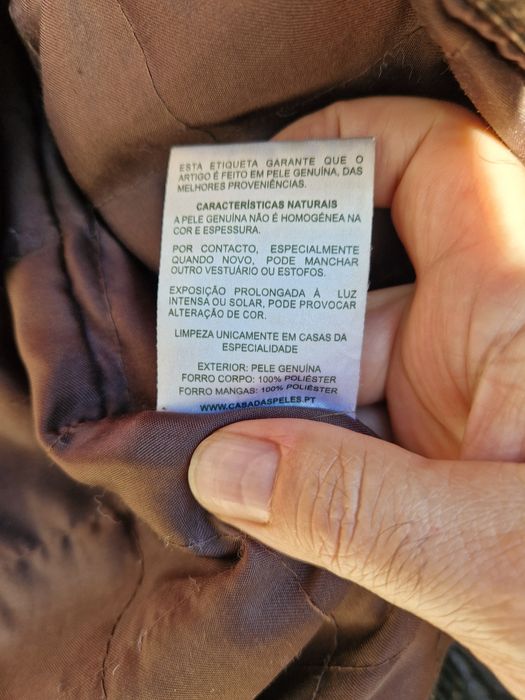 ESTA ETIQUETA GARANTE QUE O
ARTIGO É FEITO EM PELE GENUÍNA, DAS
MELHORES PROVENIÊNCIAS.
CARACTERÍSTICAS NATURAIS
A PELE GENUÍNA NÃO É HOMOGÉNEA NA
COR E ESPESSURA.
POR CONTACTO, ESPECIALMENTE
QUANDO NOVO, PODE MANCHAR
OUTRO VESTUÁRIO OU ESTOFOS.
EXPOSIÇÃO PROLONGADA À LUZ
INTENSA OU SOLAR, PODE PROVOCAR
ALTERAÇÃO DE COR.
LIMPEZA UNICAMENTE EM CASAS DA
ESPECIALIDADE
EXTERIOR: PELE GENUÍNA
FORRO CORPO: 100% POLIÉSTER
FORRO MANGAS: 100% POLIÉSTER
WWW.CASADASPELES.PT